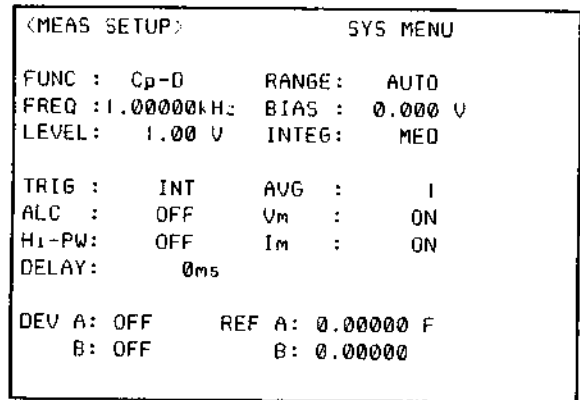 <MEAS SETUP> SYS MENU
FUNC : Cp-D RANGE: AUTO
FREQ :1.00000kHz BIAS : 0.000 V
LEVEL: 1.00 V INTEG: MED
TRIG : INT AVG : 1
ALC : OFF Vm : ON
Hi-PW: OFF Im : ON
DELAY: 0ms
DEV A: OFF REF A: 0.00000 F
B: OFF B: 0.00000